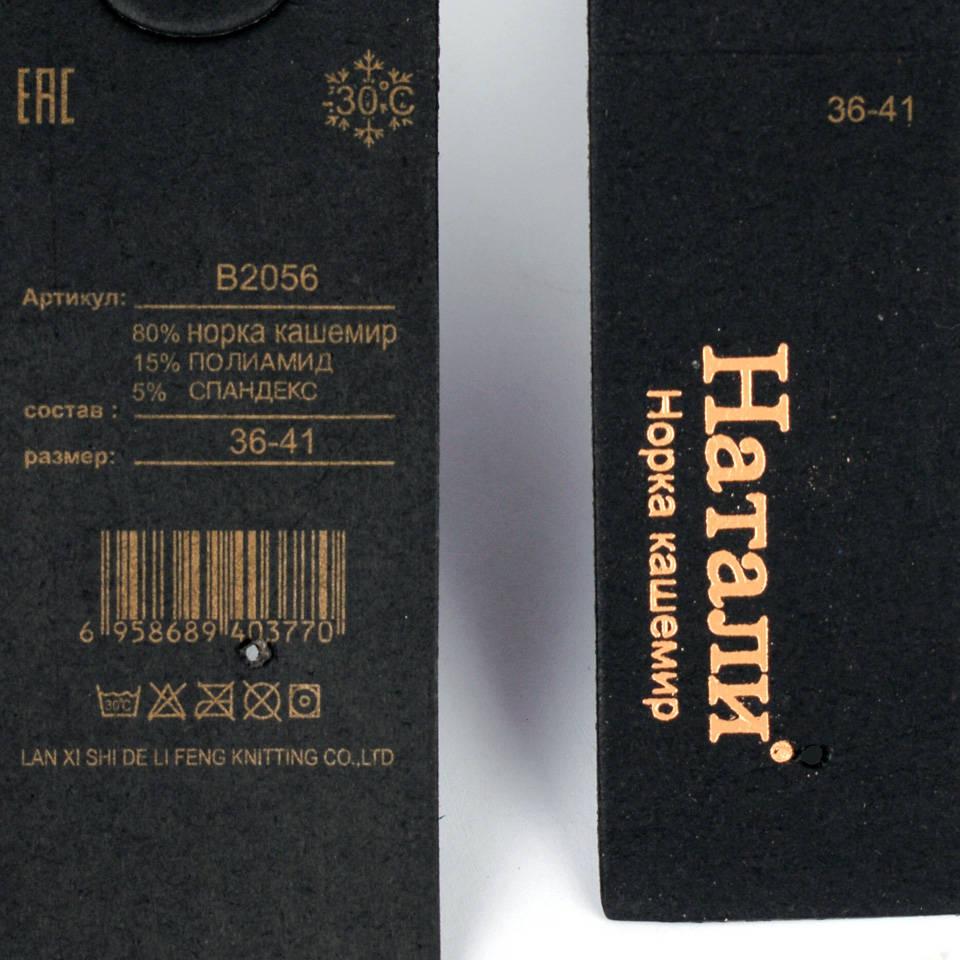 EAC
-30°C
Артикул: B2056
80% норка кашемир
15% ПОЛИАМИД
5% СПАНДЕКС
состав :
размер: 36-41
6 958689 403770
30°C
LAN XI SHI DE LI FENG KNITTING CO.,LTD
36-41
Натали
Норка кашемир